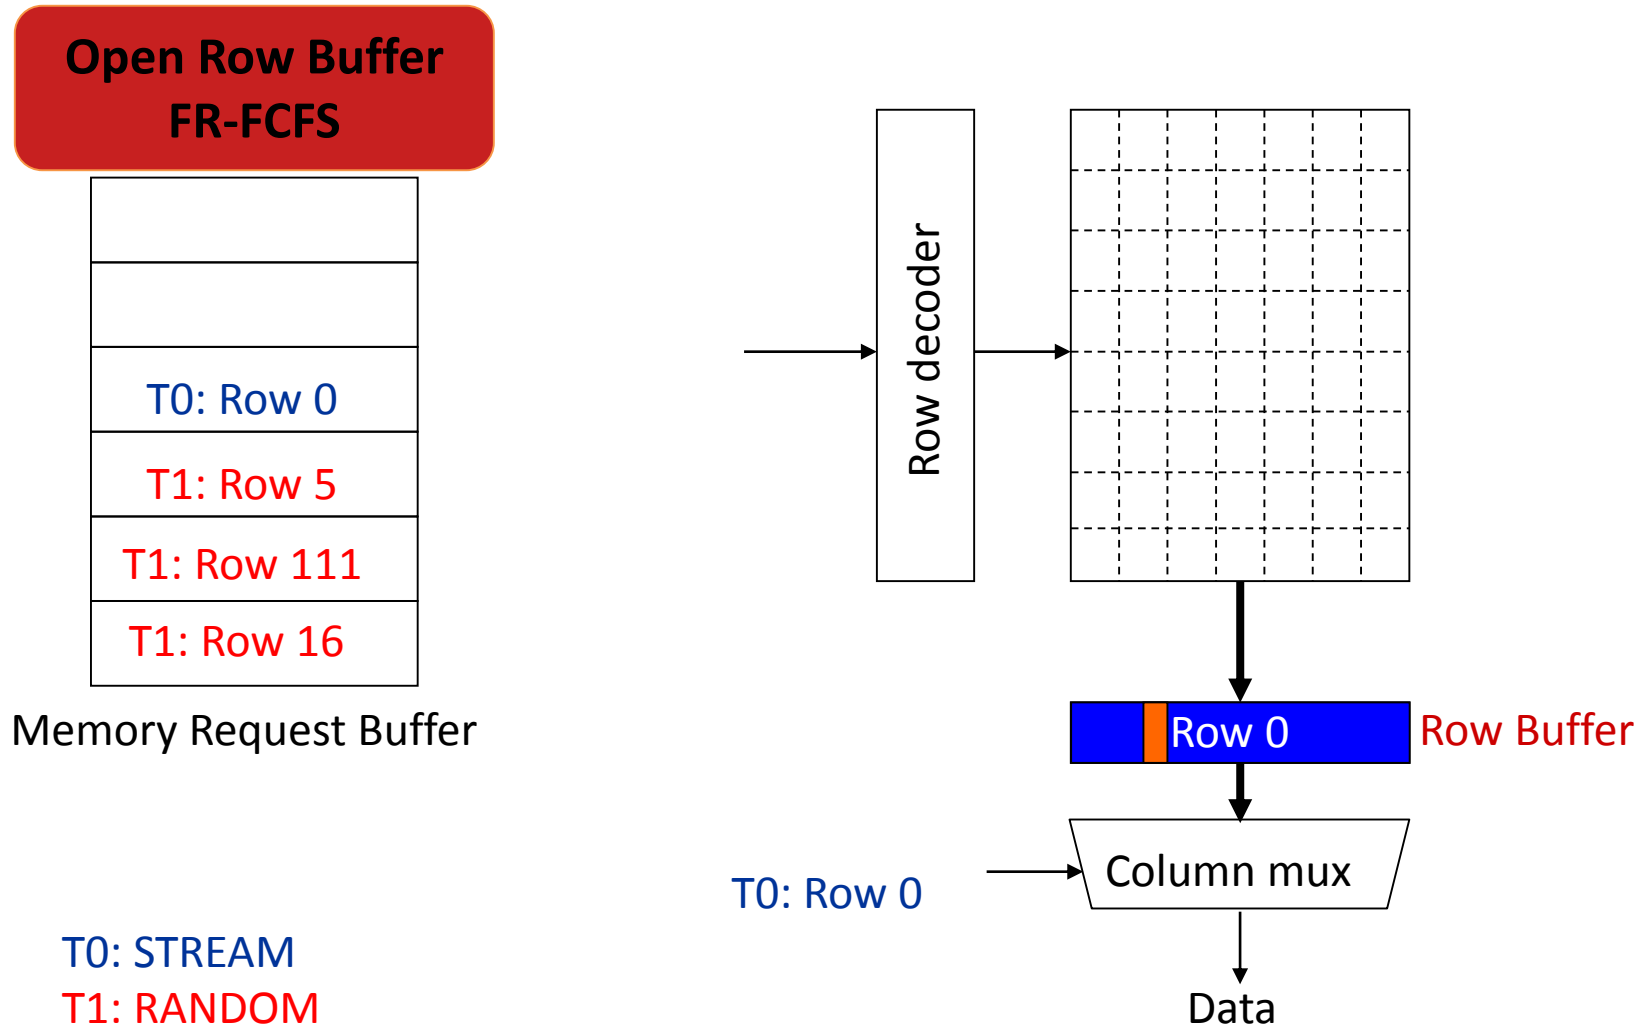 Open Row Buffer
FR-FCFS
T0: Row 0
T1: Row 5
T1: Row 111
T1: Row 16
Memory Request Buffer
T0: STREAM
T1: RANDOM
Row decoder
Row 0
Row Buffer
T0: Row 0
Column mux
Data